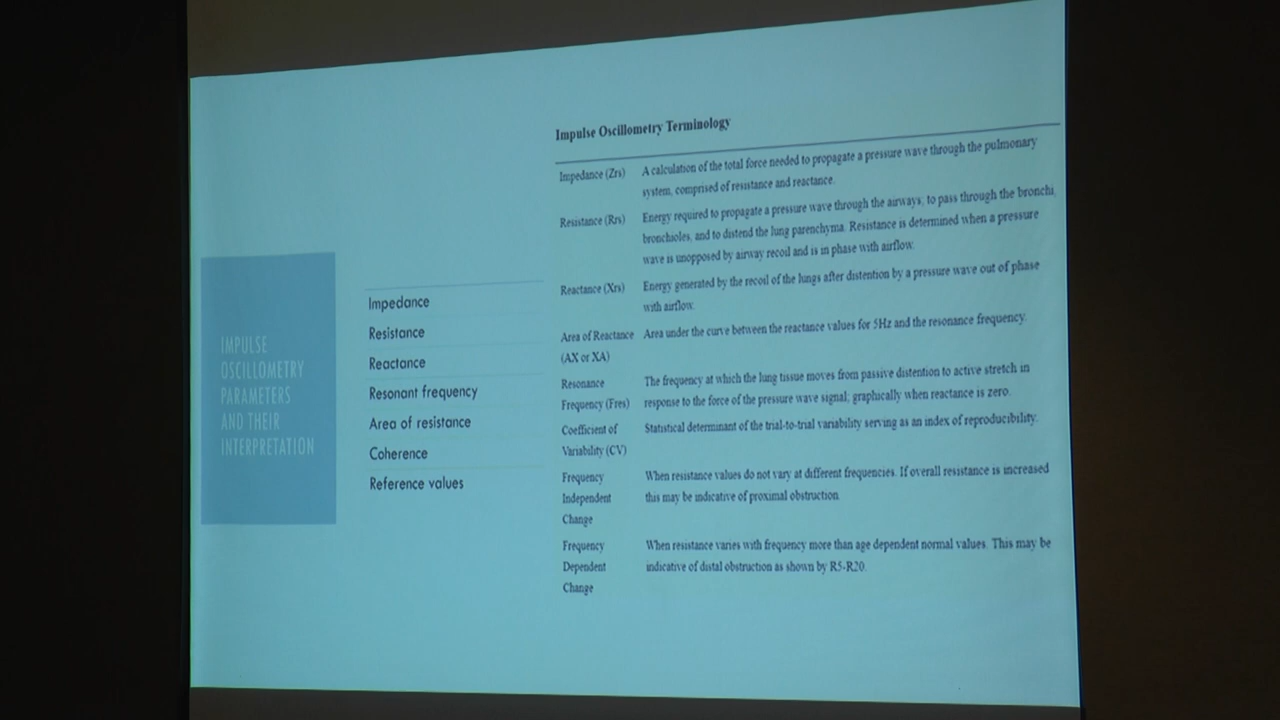 IMPULSE
OSCILLOMETRY
PARAMETERS
AND THEIR
INTERPRETATION
Impedance
Resistance
Reactance
Resonant frequency
Area of resistance
Coherence
Reference values
Impulse Oscillometry Terminology
Impedance (Zrs) A calculation of the total force needed to propagate a pressure wave through the pulmonary
system, comprised of resistance and reactance.
Resistance (Rrs) Energy required to propagate a pressure wave through the airways, to pass through the bronchi,
bronchioles, and to distend the lung parenchyma. Resistance is determined when a pressure
wave is unopposed by airway recoil and is in phase with airflow.
Reactance (Xrs) Energy generated by the recoil of the lungs after distention by a pressure wave out of phase
with airflow.
Area of Reactance Area under the curve between the reactance values for 5Hz and the resonance frequency.
(AX or XA)
Resonance The frequency at which the lung tissue moves from passive distention to active stretch in
Frequency (Fres) response to the force of the pressure wave signal; graphically when reactance is zero.
Coefficient of Statistical determinant of the trial-to-trial variability serving as an index of reproducibility.
Variability (CV)
Frequency When resistance values do not vary at different frequencies. If overall resistance is increased
Independent this may be indicative of proximal obstruction.
Change
Frequency When resistance varies with frequency more than age dependent normal values. This may be
Dependent indicative of distal obstruction as shown by R5-R20.
Change